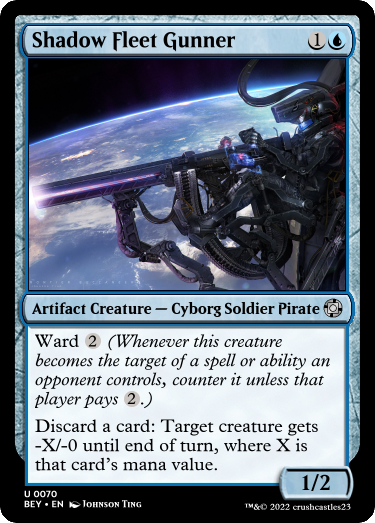 Shadow Fleet Gunner 1
Artifact Creature — Cyborg Soldier Pirate
Ward 2 (Whenever this creature
becomes the target of a spell or ability an
opponent controls, counter it unless that
player pays 2.)
Discard a card: Target creature gets
-X/-0 until end of turn, where X is
that card's mana value.
1/2
U 0070
BEY • EN Johnson Ting
™&© 2022 crushcastles23